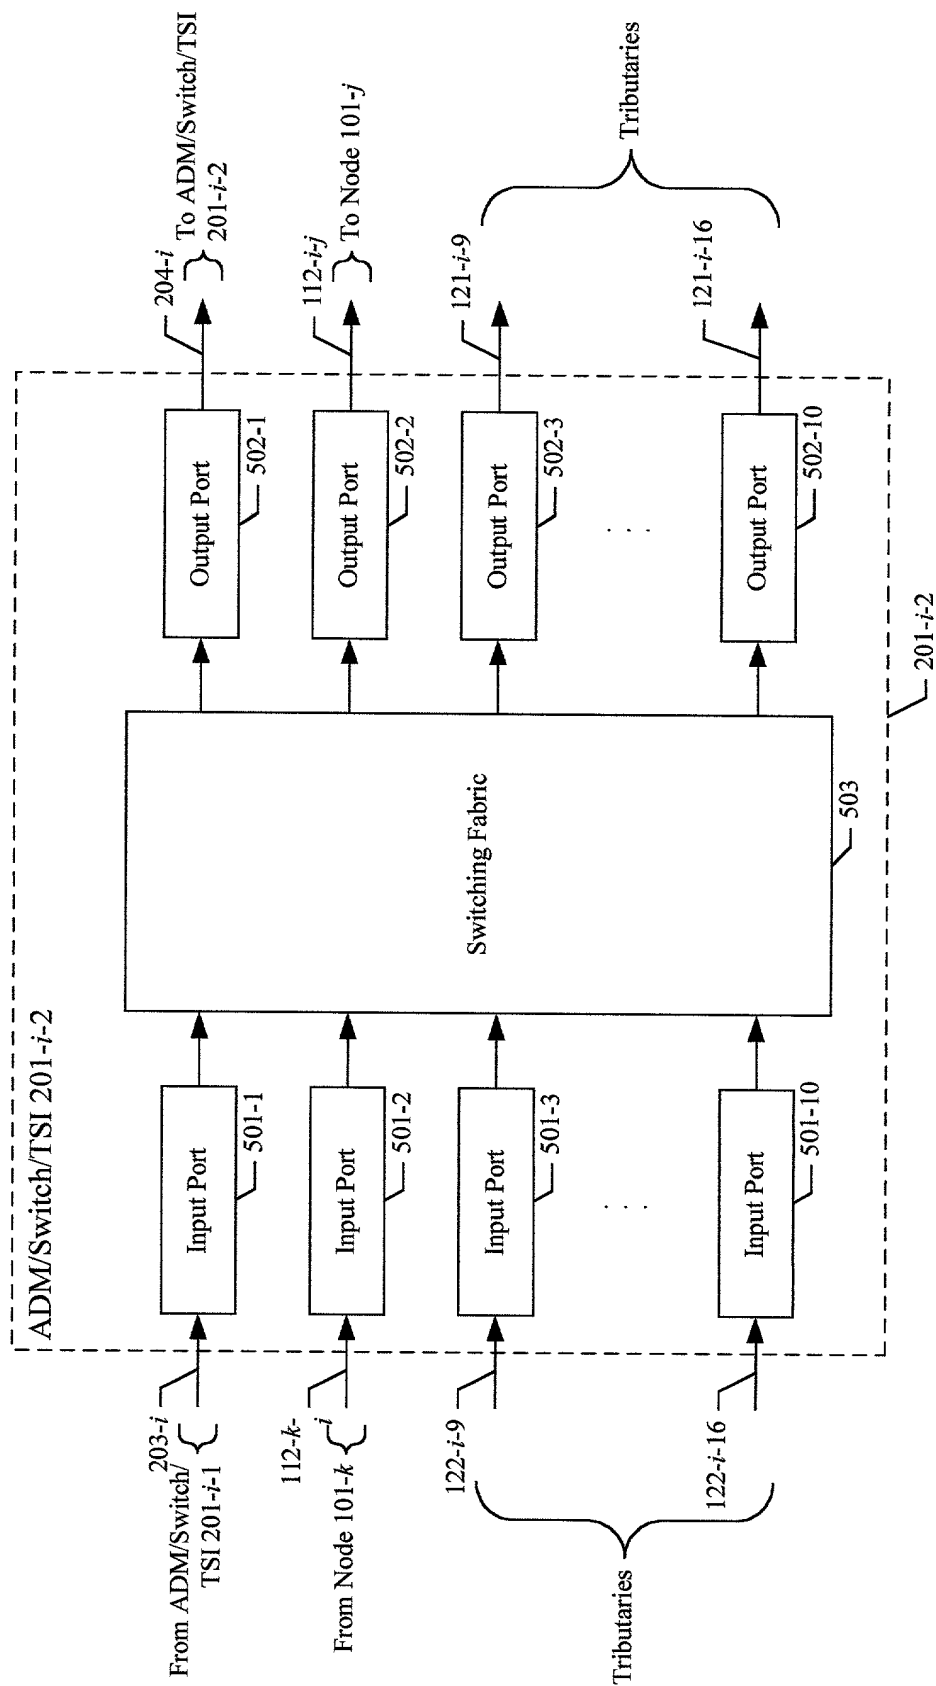 ADM/Switch/TSI 201-i-2
From ADM/Switch/
TSI 201-i-1
203-i
Input Port
501-1
From Node 101-k
112-k-
i
Input Port
501-2
Tributaries
122-i-9
Input Port
501-3
. . .
122-i-16
Input Port
501-10
Switching Fabric
503
Output Port
502-1
204-i
To ADM/Switch/TSI
201-i-2
Output Port
502-2
112-i-j
To Node 101-j
Output Port
502-3
121-i-9
. . .
Output Port
502-10
121-i-16
Tributaries
201-i-2